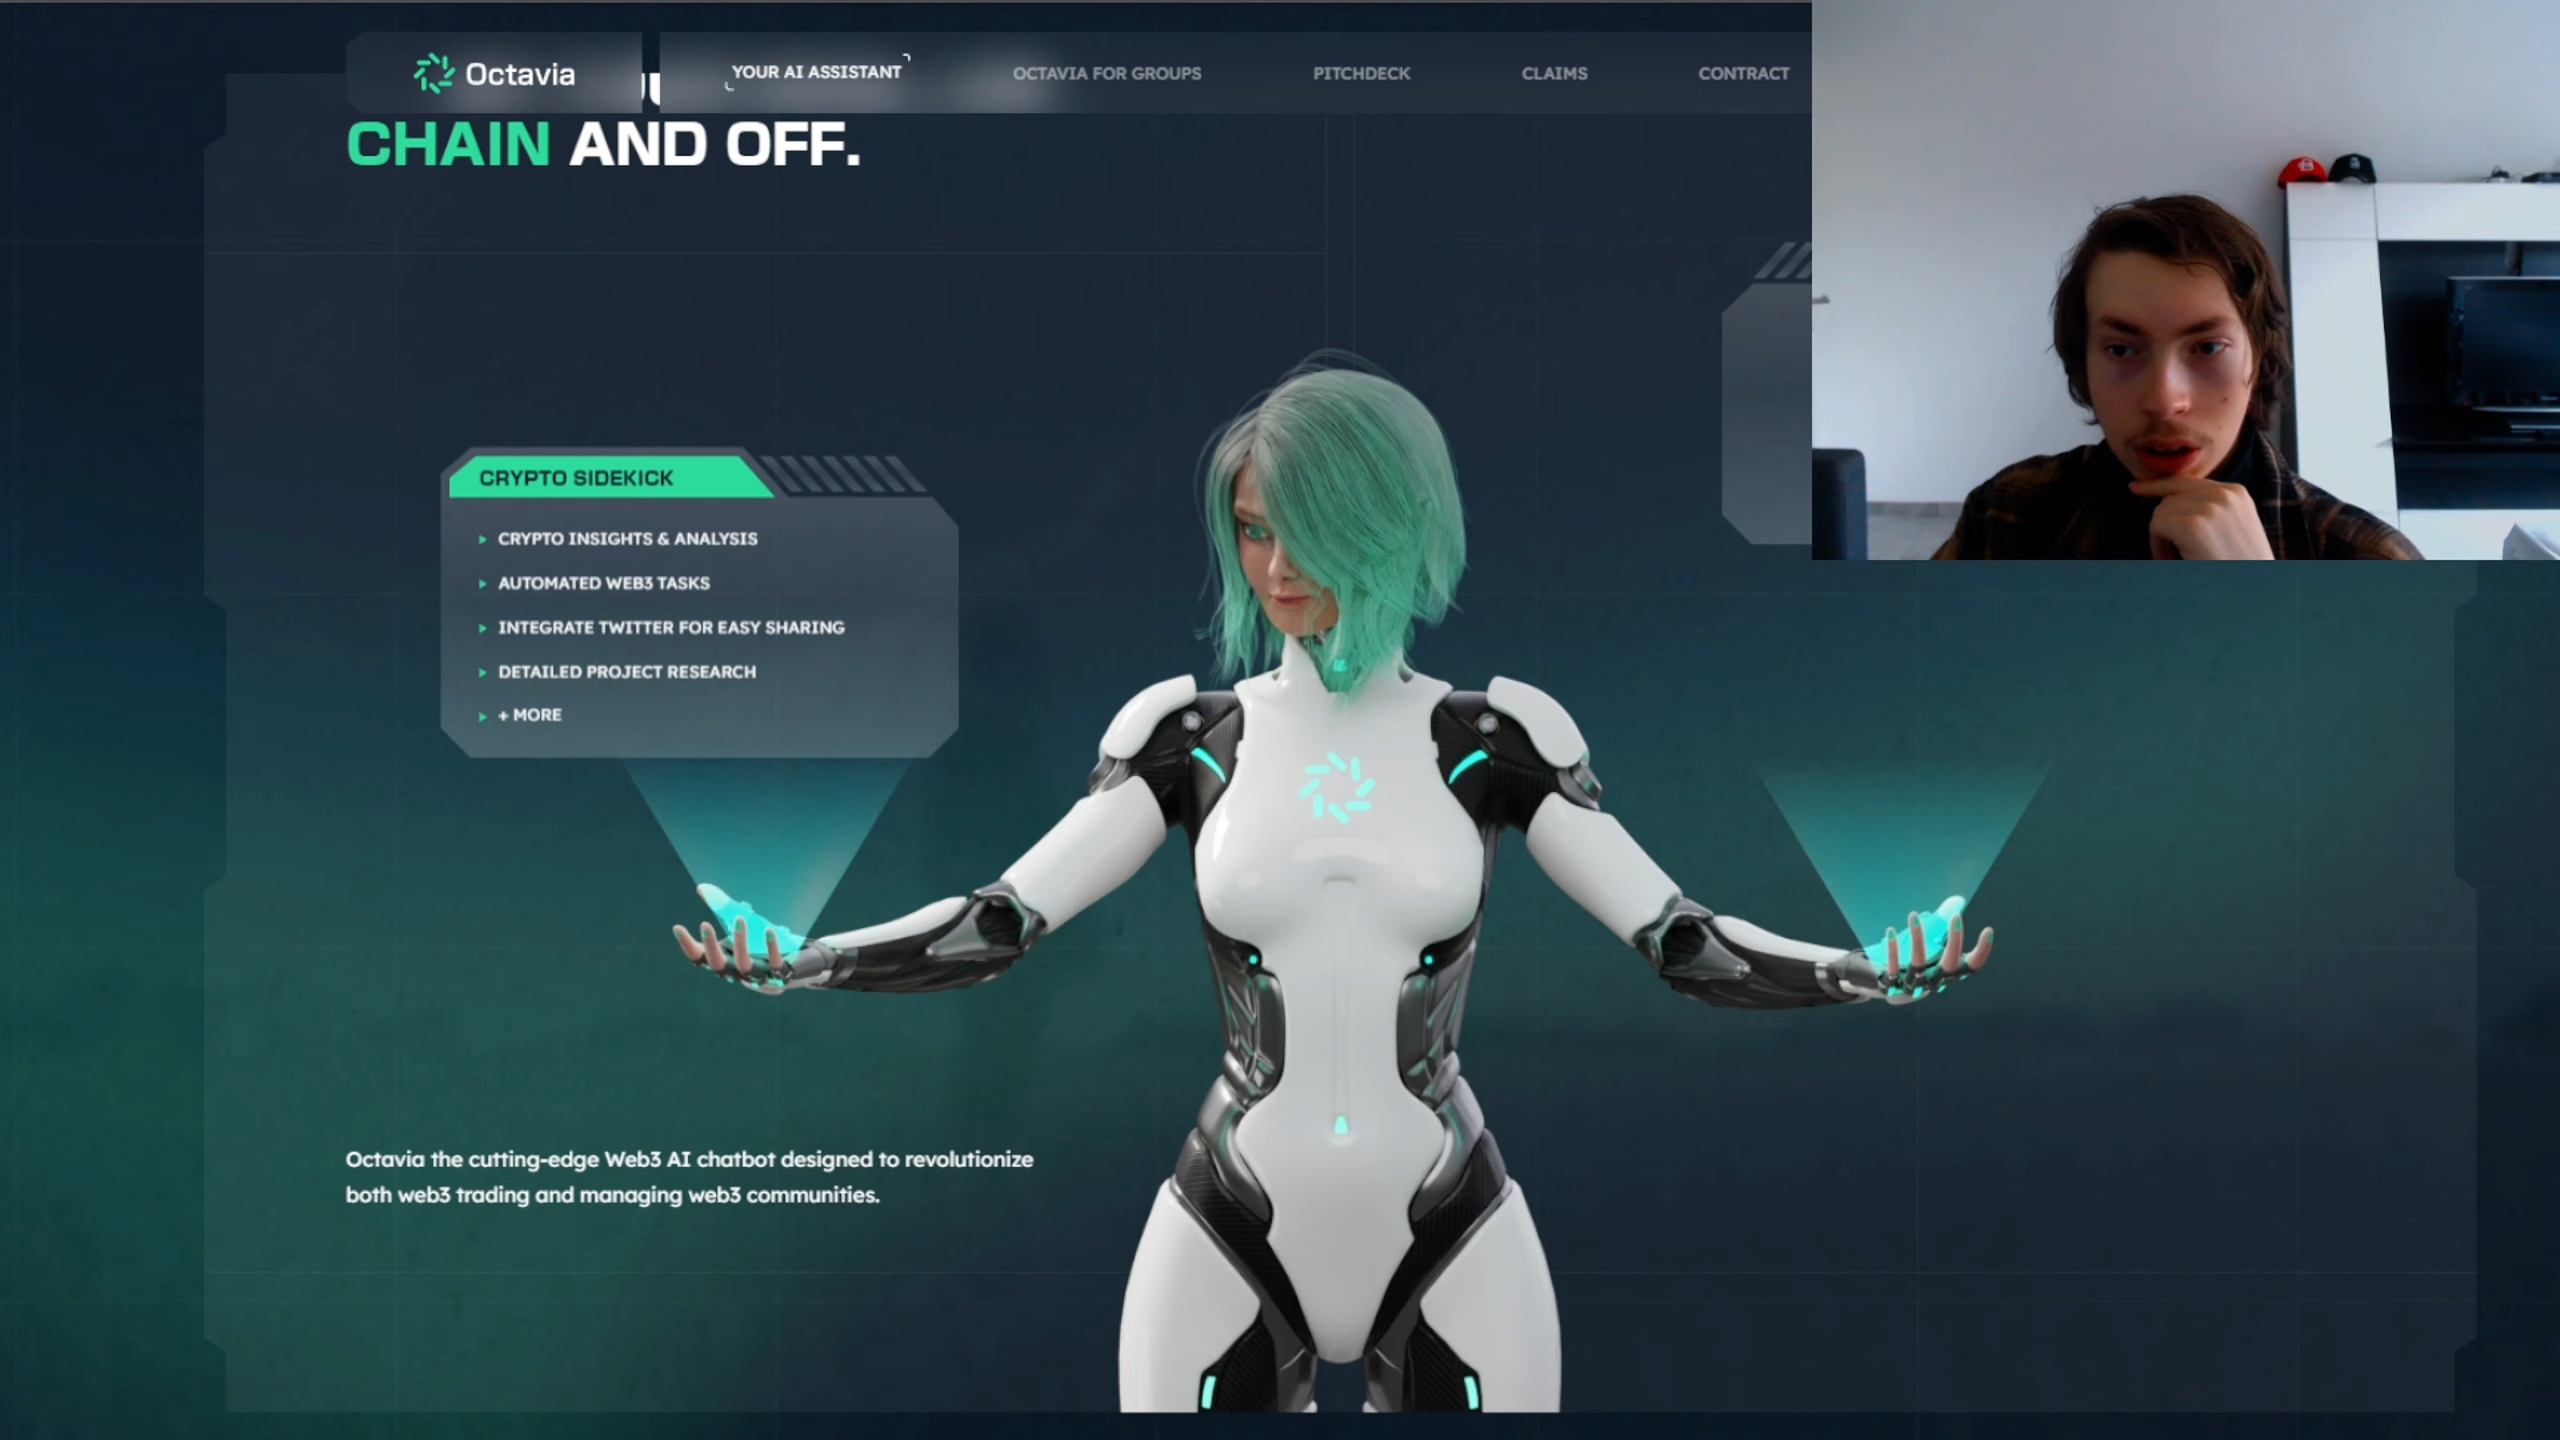 Octavia
YOUR AI ASSISTANT
OCTAVIA FOR GROUPS
PITCHDECK
CLAIMS
CONTRACT
CHAIN AND OFF.
CRYPTO SIDEKICK
CRYPTO INSIGHTS & ANALYSIS
AUTOMATED WEB3 TASKS
INTEGRATE TWITTER FOR EASY SHARING
DETAILED PROJECT RESEARCH
+ MORE
Octavia the cutting-edge Web3 AI chatbot designed to revolutionize
both web3 trading and managing web3 communities.